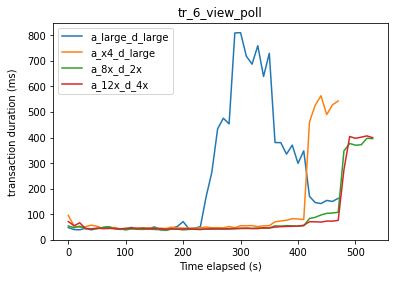 tr_6_view_poll
a_large_d_large
a_x4_d_large
a_8x_d_2x
a_12x_d_4x
transaction duration (ms)
800
700
600
500
400
300
200
100
0
0 100 200 300 400 500
Time elapsed (s)